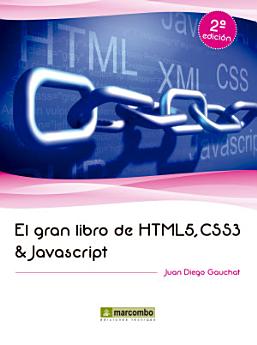 2ª
edición
HTML
XML CSS
Javascript
El gran libro de HTML5, CSS3
& Javascript
Juan Diego Gauchat
marcombo
ediciones técnicas